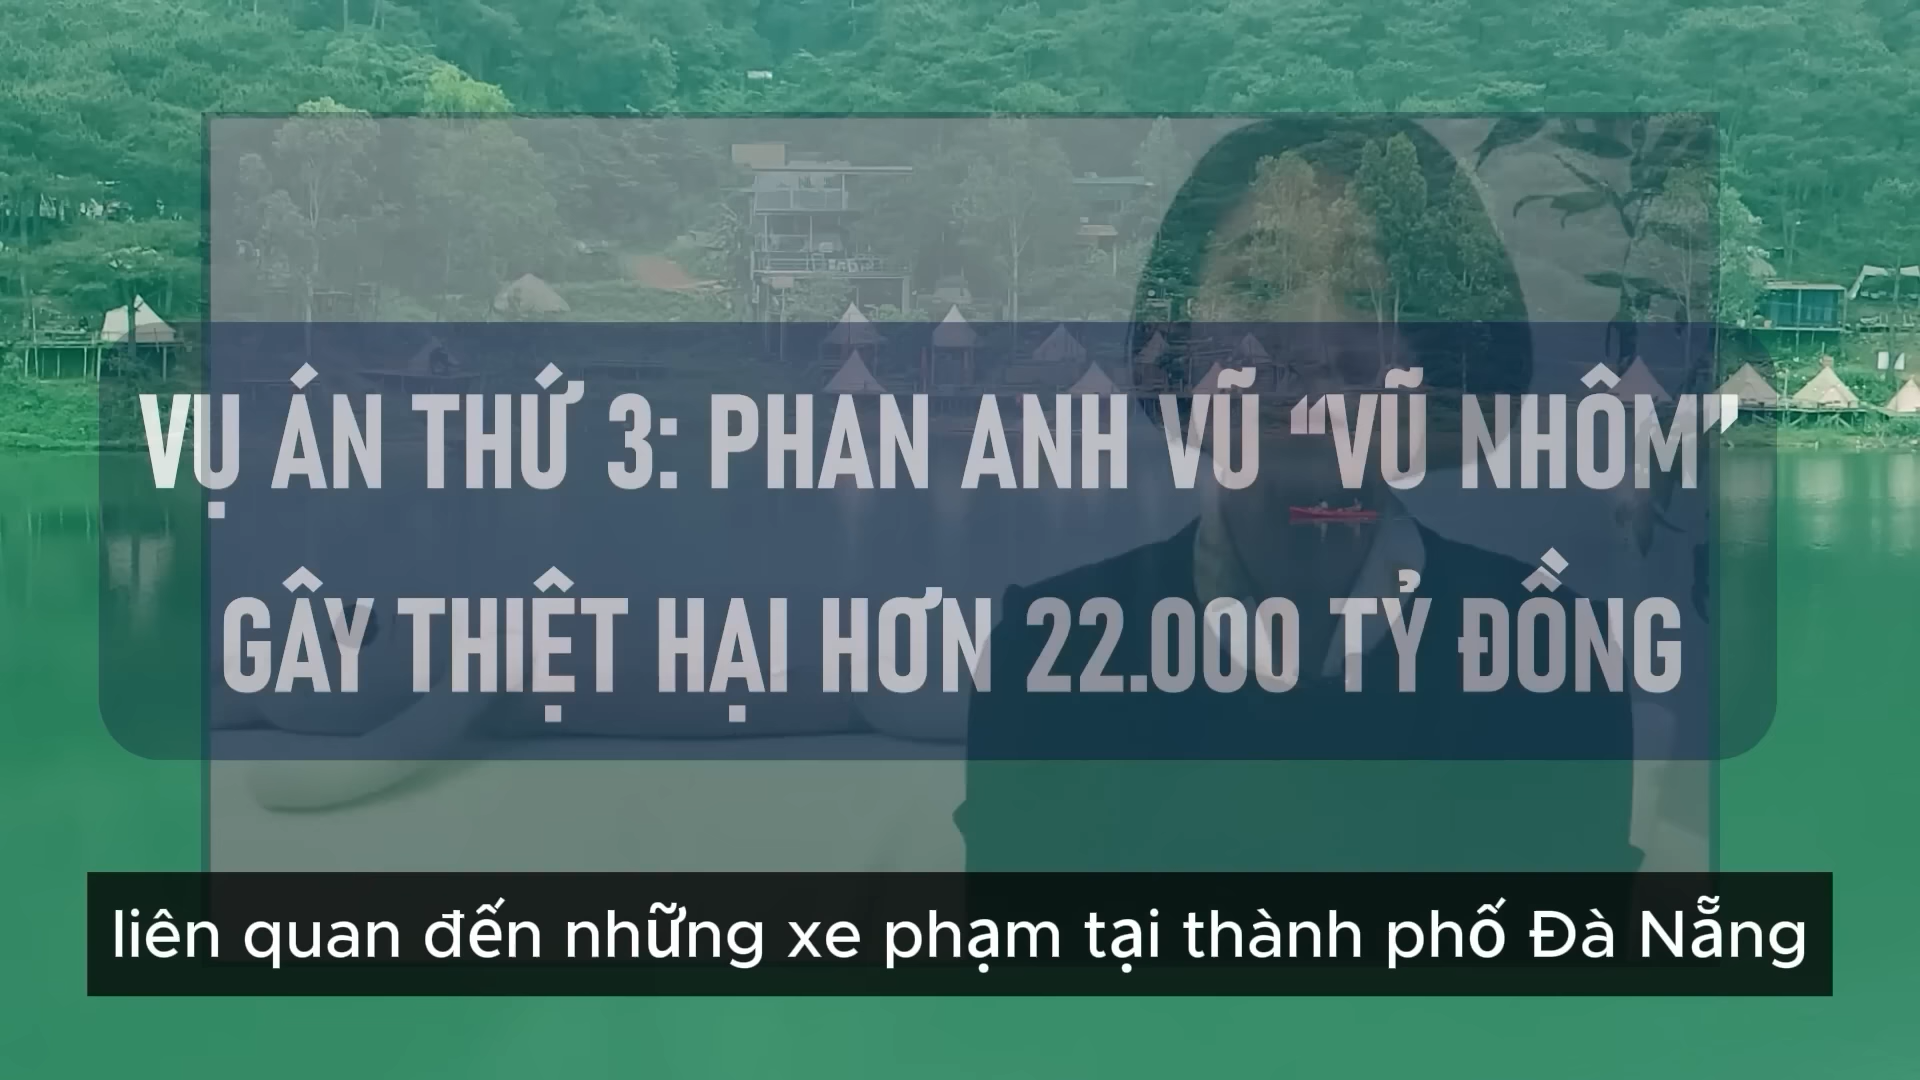 VỤ ÁN THỨ 3: PHAN ANH VŨ “VŨ NHÔM”
GÂY THIỆT HẠI HƠN 22.000 TỶ ĐỒNG
liên quan đến những xe phạm tại thành phố Đà Nẵng